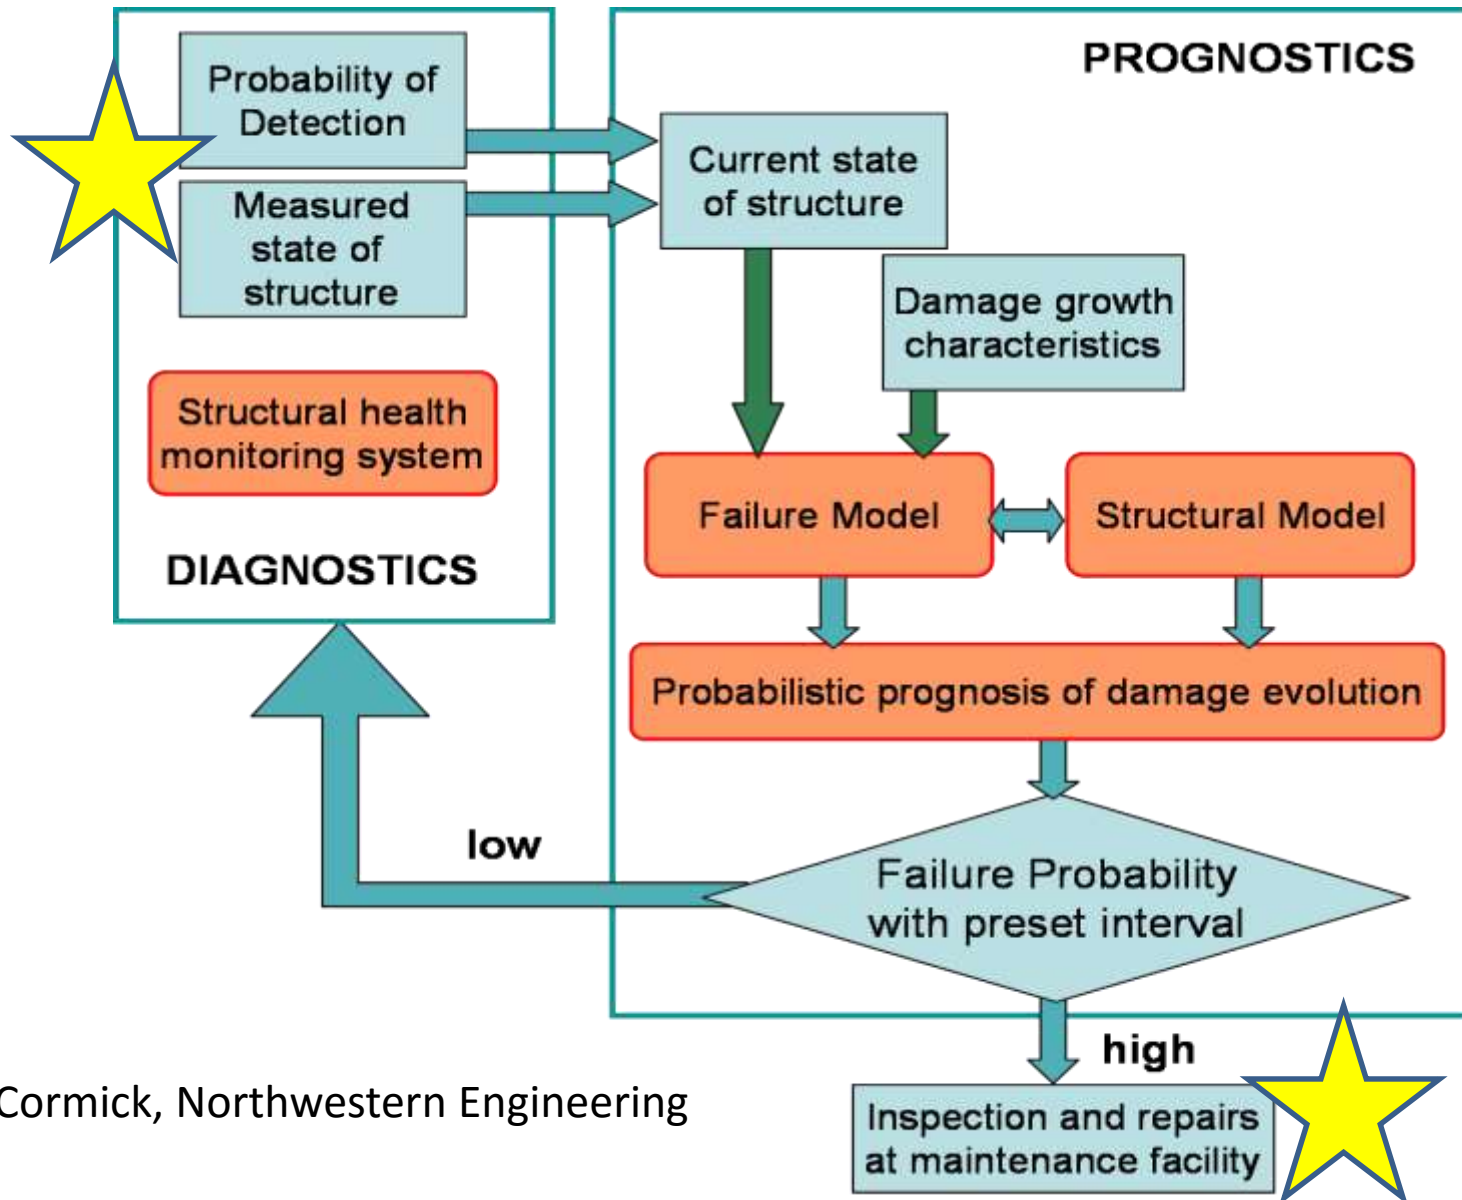 PROGNOSTICS
Probability of
Detection
Measured
state of
structure
Structural health
monitoring system
DIAGNOSTICS
Current state
of structure
Damage growth
characteristics
Failure Model
Structural Model
Probabilistic prognosis of damage evolution
low
Failure Probability
with preset interval
high
Inspection and repairs
at maintenance facility
Cormick, Northwestern Engineering